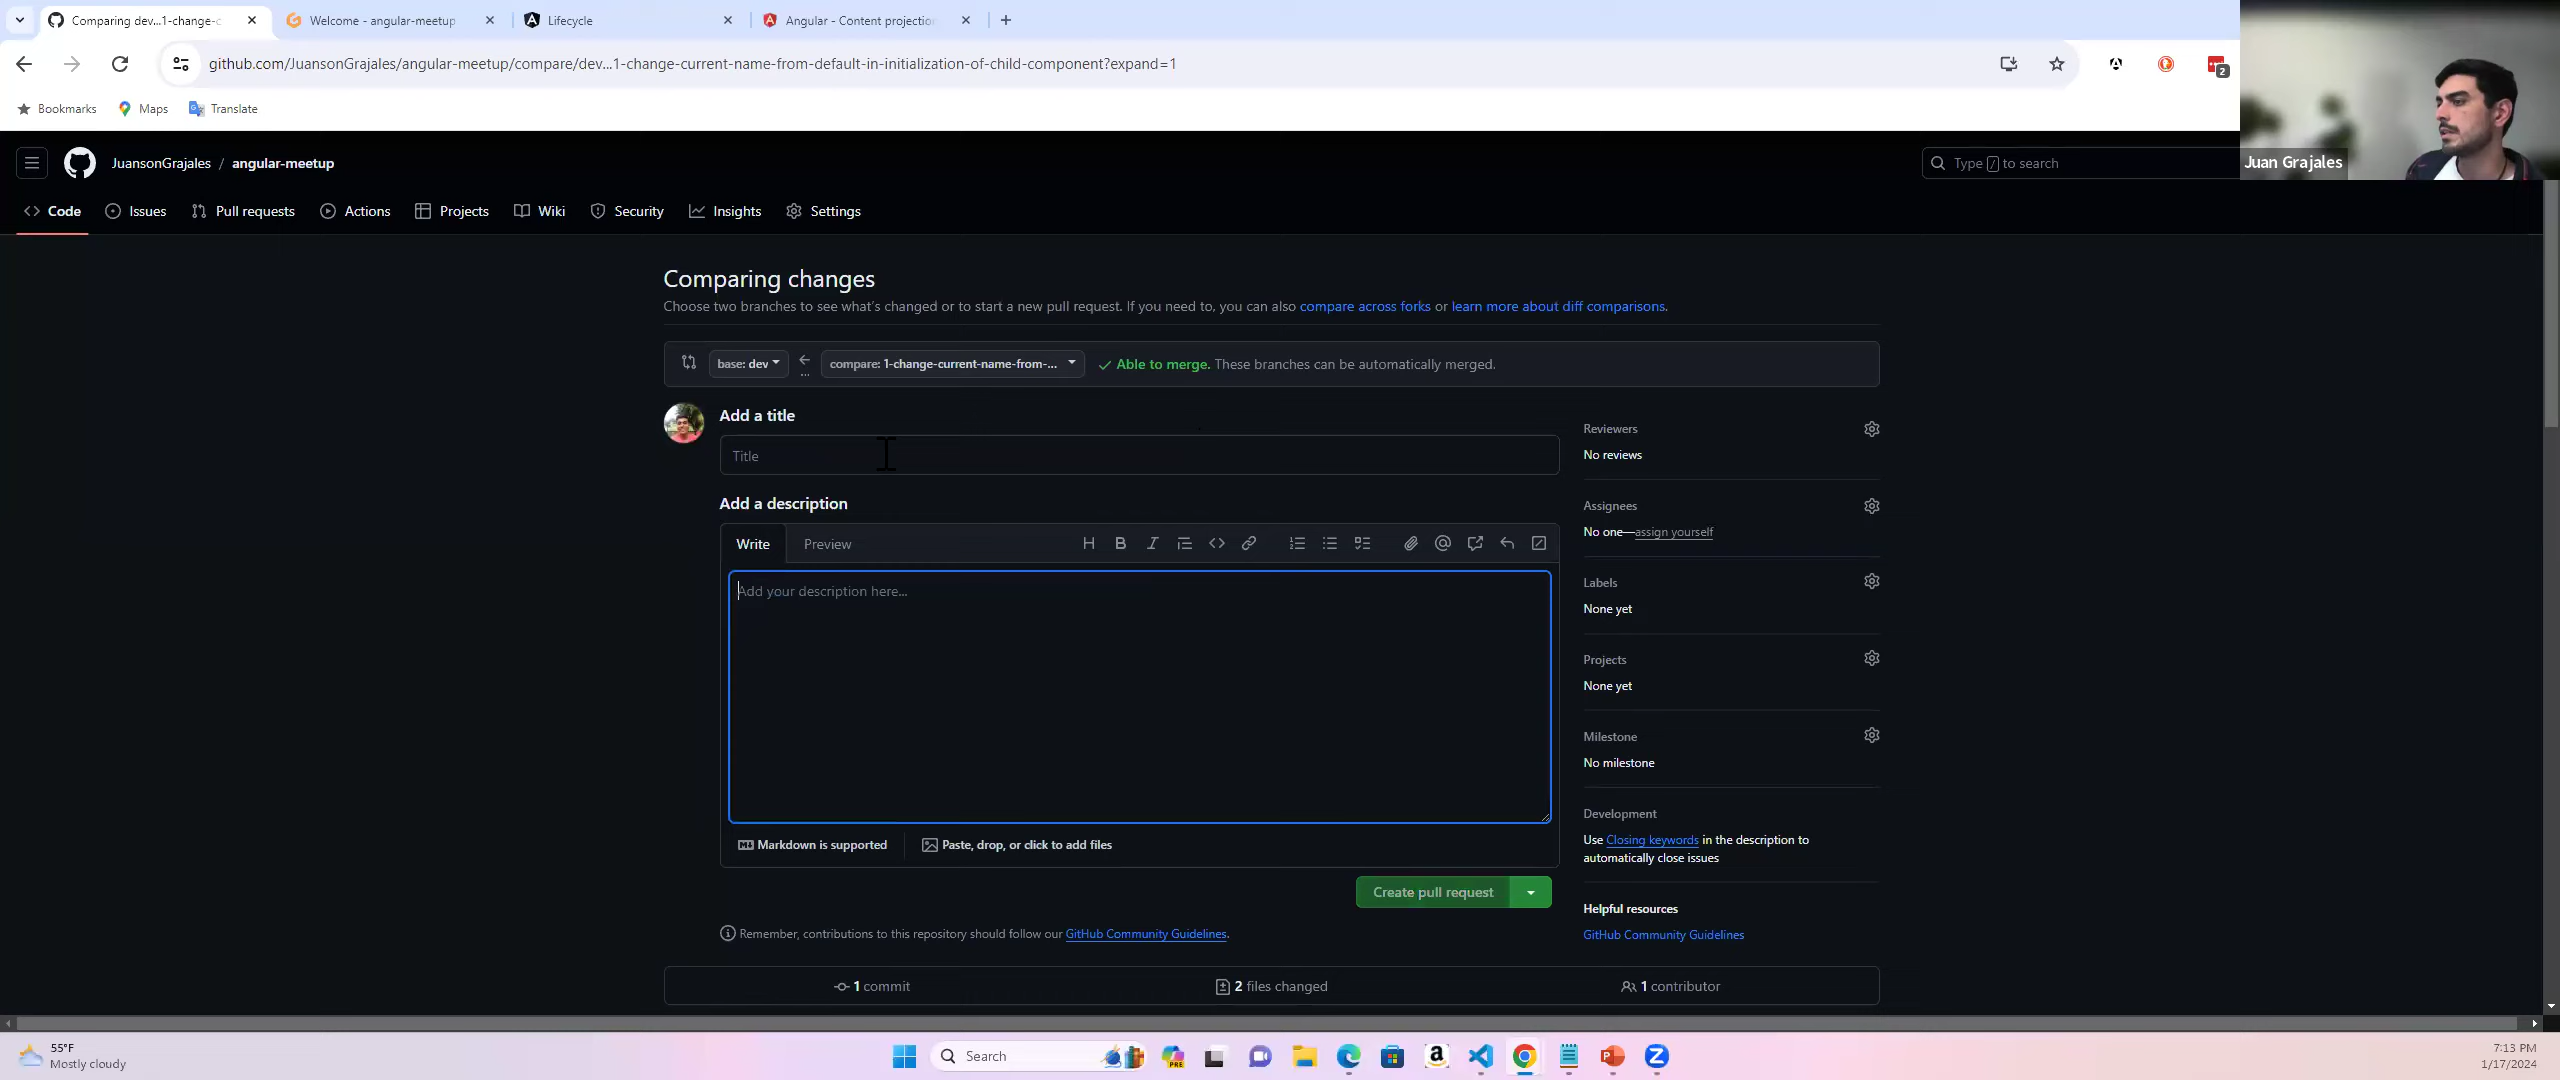 Comparing dev...1-change-c
Welcome - angular-meetup
Lifecycle
Angular - Content projection
github.com/JuansonGrajales/angular-meetup/compare/dev...1-change-current-name-from-default-in-initialization-of-child-component?expand=1
2
Bookmarks Maps Translate
JuansonGrajales / angular-meetup
Type / to search
Juan Grajales
Code Issues Pull requests Actions Projects Wiki Security Insights Settings
Comparing changes
Choose two branches to see what's changed or to start a new pull request. If you need to, you can also compare across forks or learn more about diff comparisons.
base: dev ... compare: 1-change-current-name-from-... Able to merge. These branches can be automatically merged.
Add a title
Title
Add a description
Write Preview
Add your description here...
Markdown is supported Paste, drop, or click to add files
Create pull request
Remember, contributions to this repository should follow our GitHub Community Guidelines.
Reviewers
No reviews
Assignees
No one—assign yourself
Labels
None yet
Projects
None yet
Milestone
No milestone
Development
Use Closing keywords in the description to
automatically close issues
Helpful resources
GitHub Community Guidelines
1 commit 2 files changed 1 contributor
55°F
Mostly cloudy
Search
PRE
7:13 PM
1/17/2024